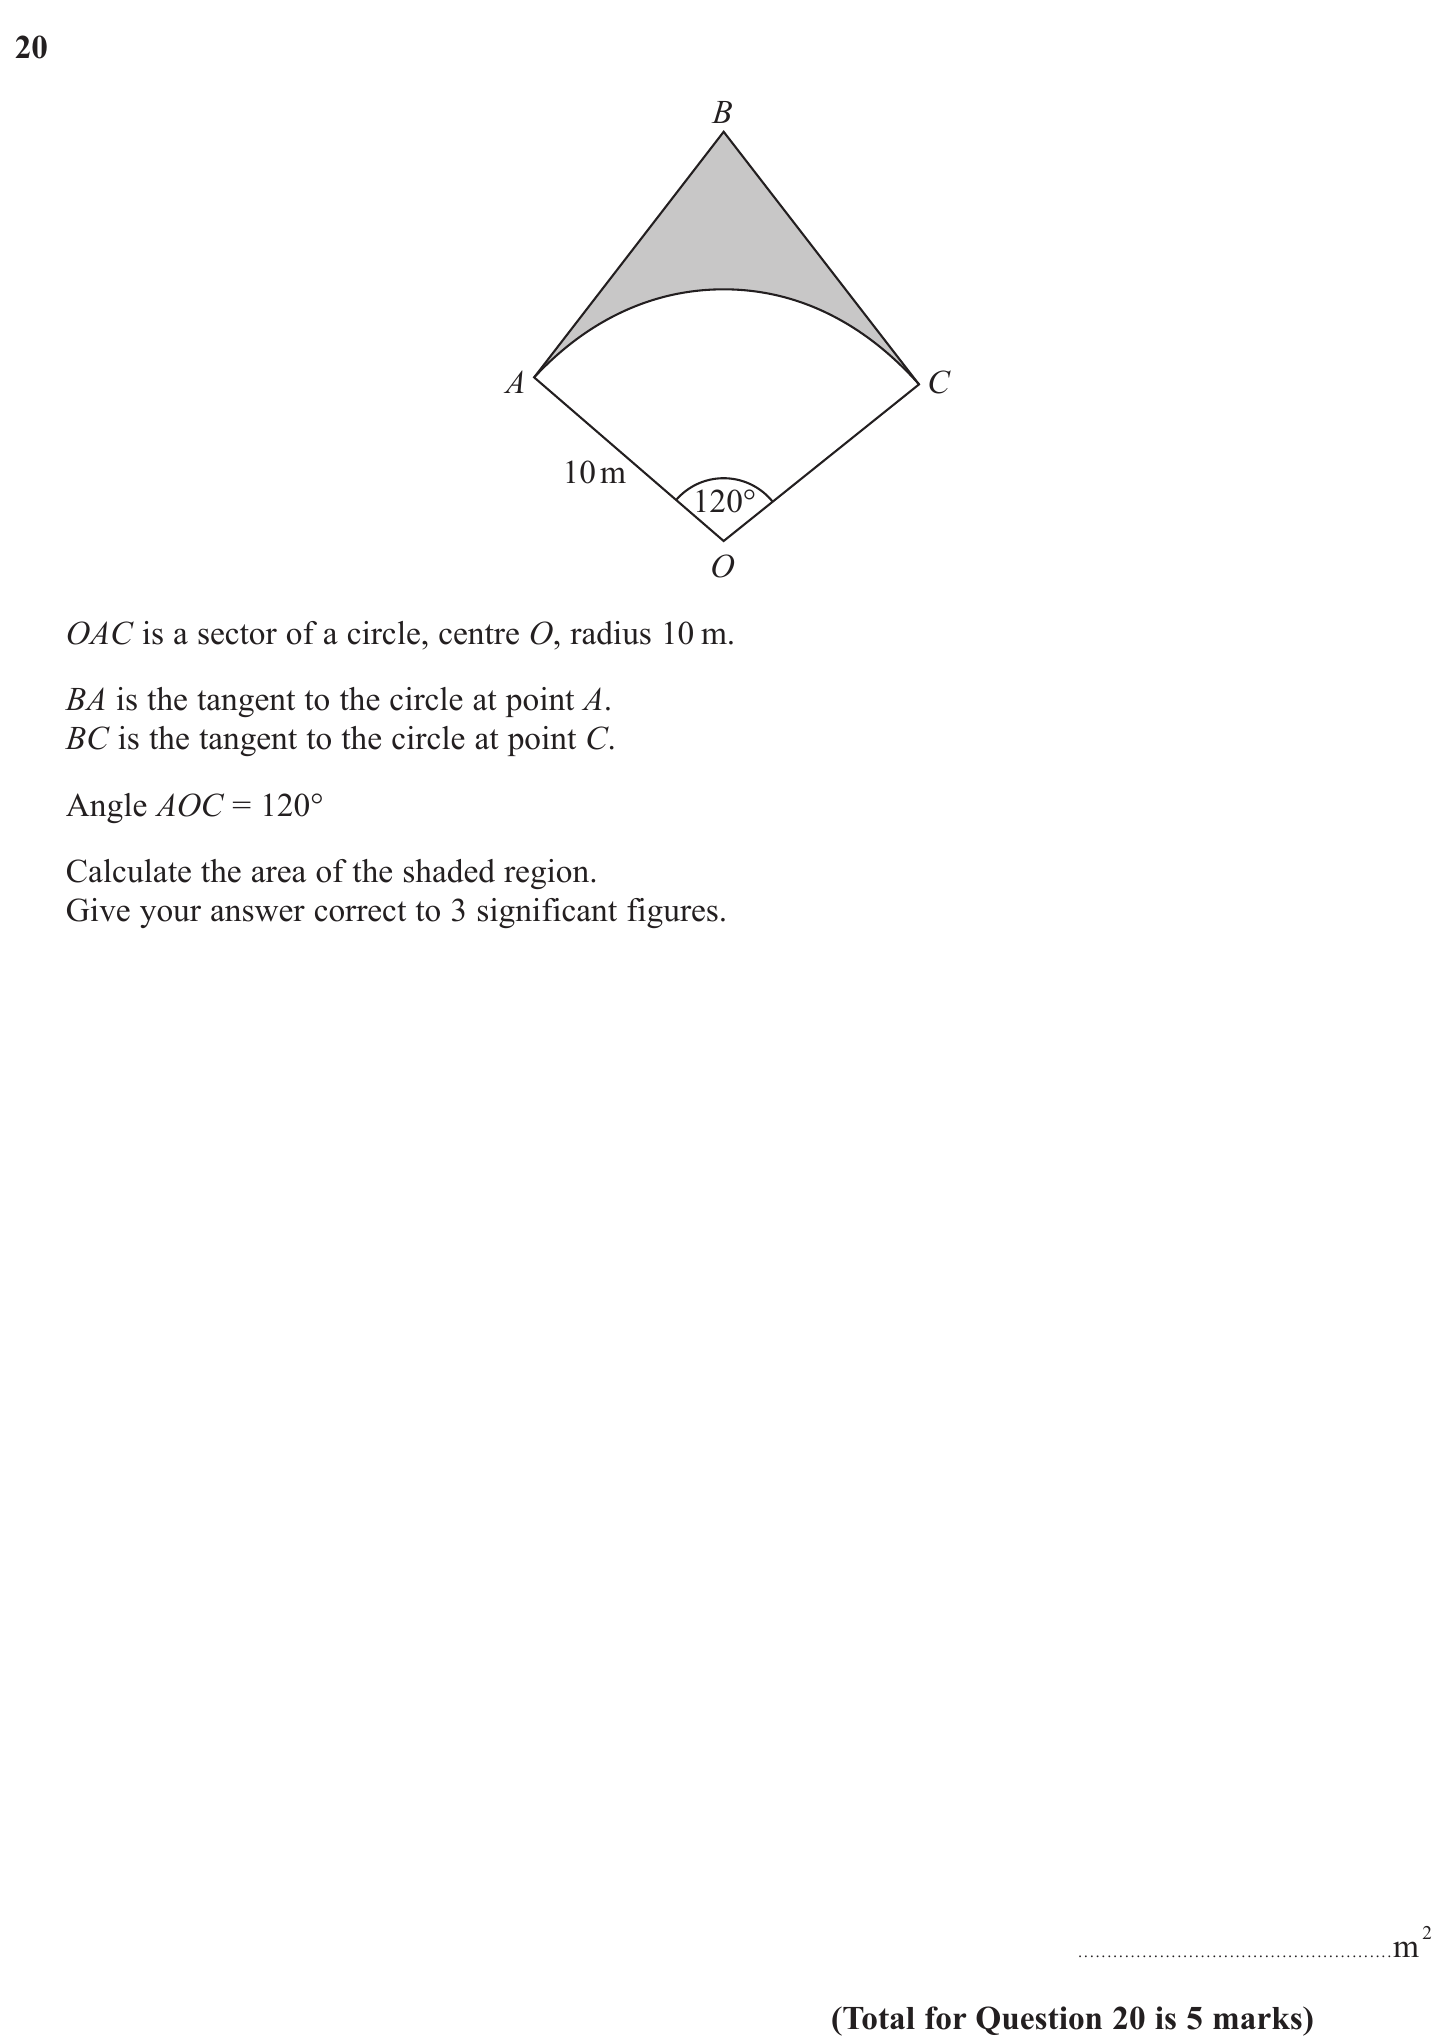 20
B
A
C
10 m
120°
O
OAC is a sector of a circle, centre O, radius 10 m.
BA is the tangent to the circle at point A.
BC is the tangent to the circle at point C.
Angle AOC = 120°
Calculate the area of the shaded region.
Give your answer correct to 3 significant figures.
....................................................m²
(Total for Question 20 is 5 marks)